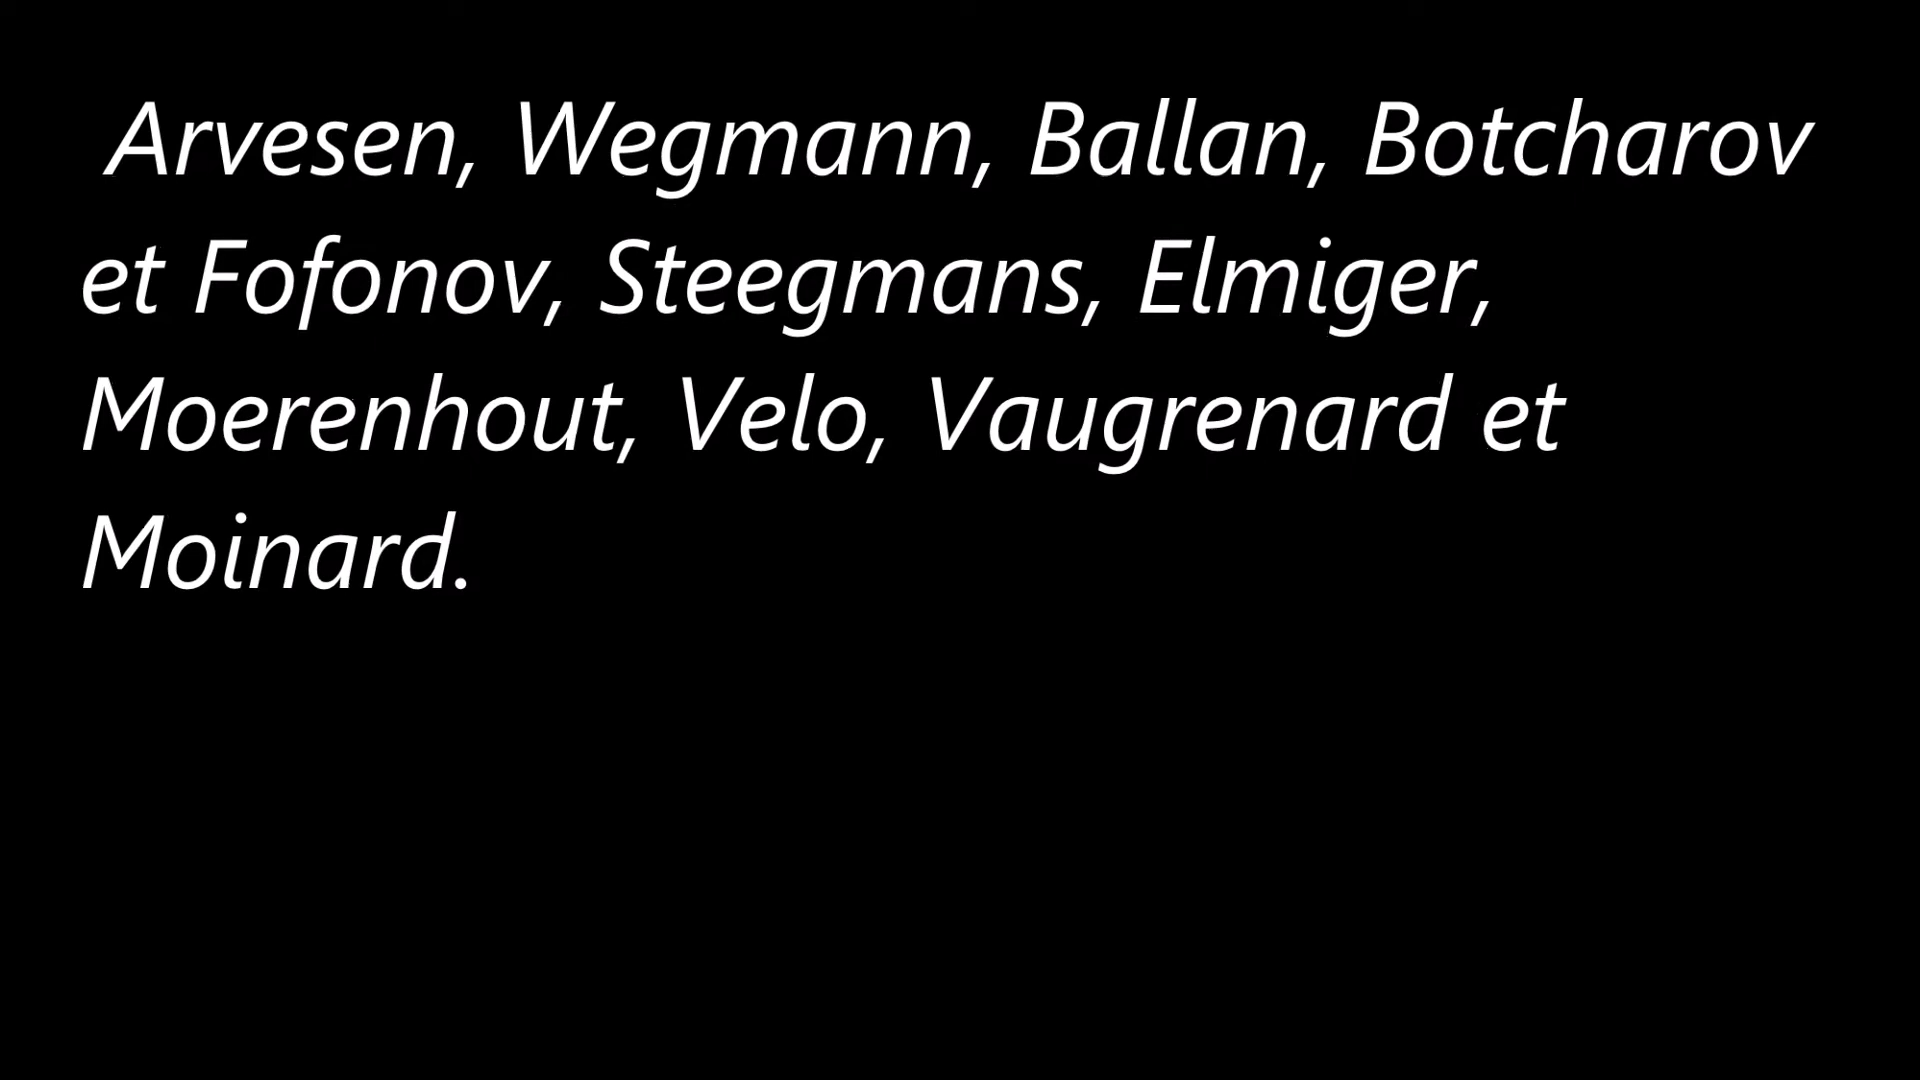 Arvesen, Wegmann, Ballan, Botcharov
et Fofonov, Steegmans, Elmiger,
Moerenhout, Velo, Vaugrenard et
Moinard.